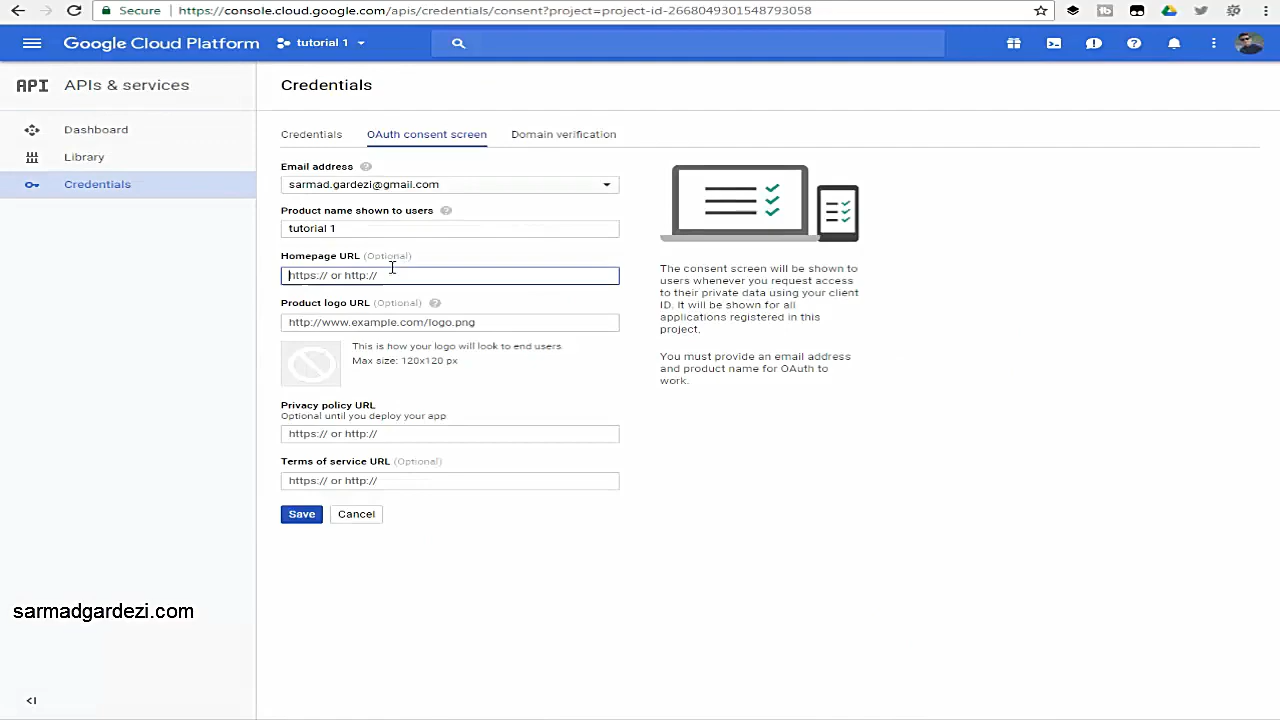 Secure
https://console.cloud.google.com/apis/credentials/consent?project=project-id-2668049301548793058
Google Cloud Platform
tutorial 1
API
APIs & services
Credentials
Dashboard
Library
Credentials
Credentials
OAuth consent screen
Domain verification
Email address
sarmad.gardezi@gmail.com
Product name shown to users
tutorial 1
Homepage URL (Optional)
https:// or http://
Product logo URL (Optional)
http://www.example.com/logo.png
This is how your logo will look to end users
Max size: 120x120 px
Privacy policy URL
Optional until you deploy your app
https:// or http://
Terms of service URL (Optional)
https:// or http://
Save
Cancel
The consent screen will be shown to
users whenever you request access
to their private data using your client
ID. It will be shown for all
applications registered in this
project.
You must provide an email address
and product name for OAuth to
work.
sarmadgardezi.com